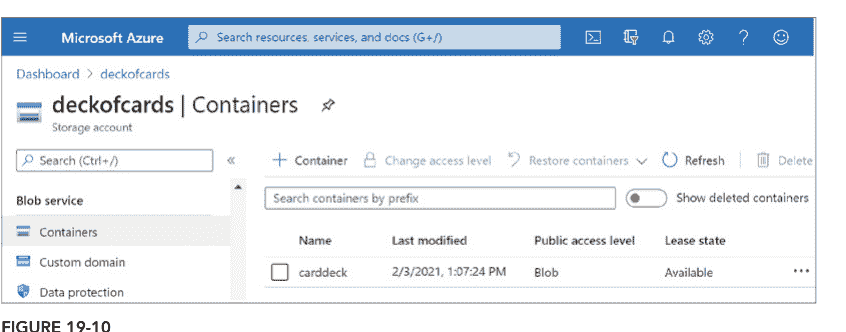 Microsoft Azure
Search resources, services, and docs (G+/)
Dashboard > deckofcards
deckofcards | Containers
Storage account
Search (Ctrl+/)
«
+ Container
Change access level
Restore containers
Refresh
Delete
Blob service
Search containers by prefix
Show deleted containers
Containers
Name Last modified Public access level Lease state
Custom domain
carddeck 2/3/2021, 1:07:24 PM Blob Available ...
Data protection
FIGURE 19-10